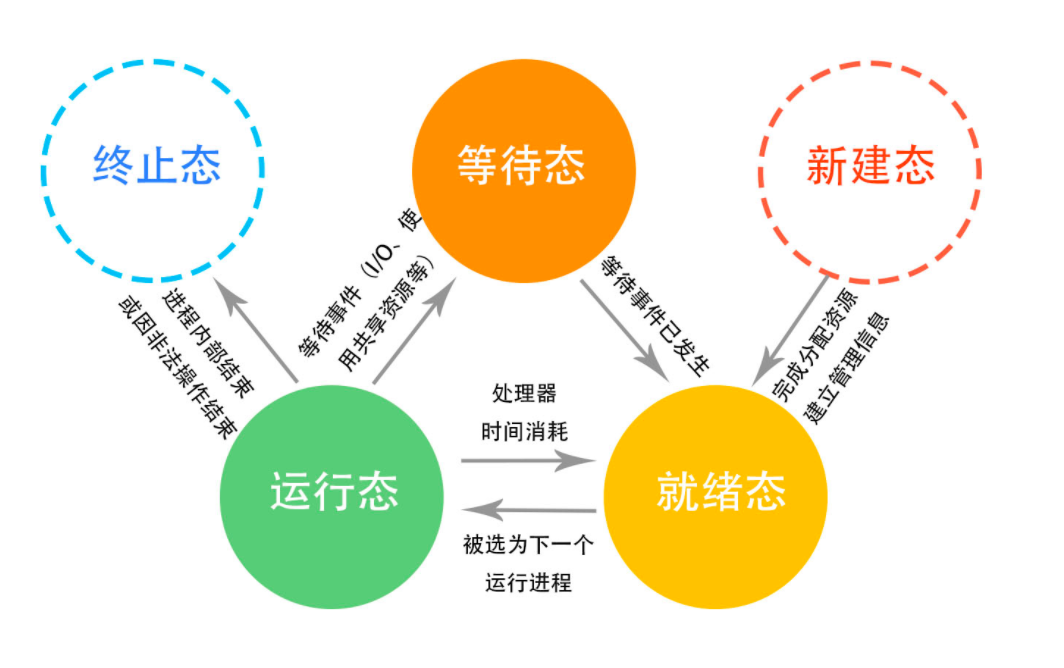 终止态
等待态
新建态
等待事件（I/O、使
用共享资源等）
等待事件已发生
完成分配资源
建立管理信息
进程内部结束
或因非法操作结束
处理器
时间消耗
运行态
就绪态
被选为下一个
运行进程